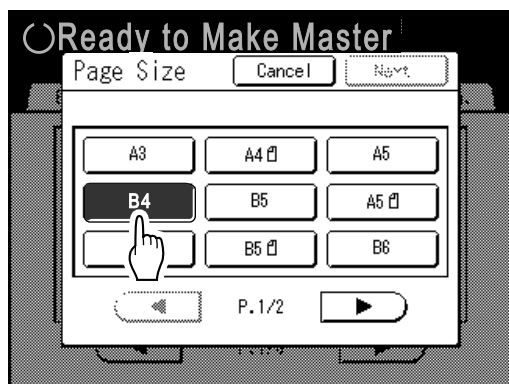 Ready to Make Master
Page Size Cancel Next
A3 A4 A5
B4 B5 A5
B5 B6
P.1/2